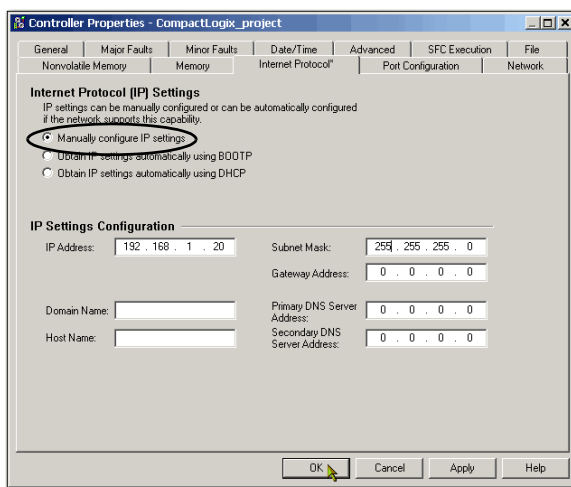 Controller Properties - CompactLogix_project
General Major Faults Minor Faults Date/Time Advanced SFC Execution File
Nonvolatile Memory Memory Internet Protocol* Port Configuration Network
Internet Protocol (IP) Settings
IP settings can be manually configured or can be automatically configured
if the network supports this capability.
Manually configure IP settings
Obtain IP settings automatically using BOOTP
Obtain IP settings automatically using DHCP
IP Settings Configuration
IP Address: 192 . 168 . 1 . 20 Subnet Mask: 255 . 255 . 255 . 0
Gateway Address: 0 . 0 . 0 . 0
Domain Name: Primary DNS Server Address: 0 . 0 . 0 . 0
Host Name: Secondary DNS Server Address: 0 . 0 . 0 . 0
OK Cancel Apply Help